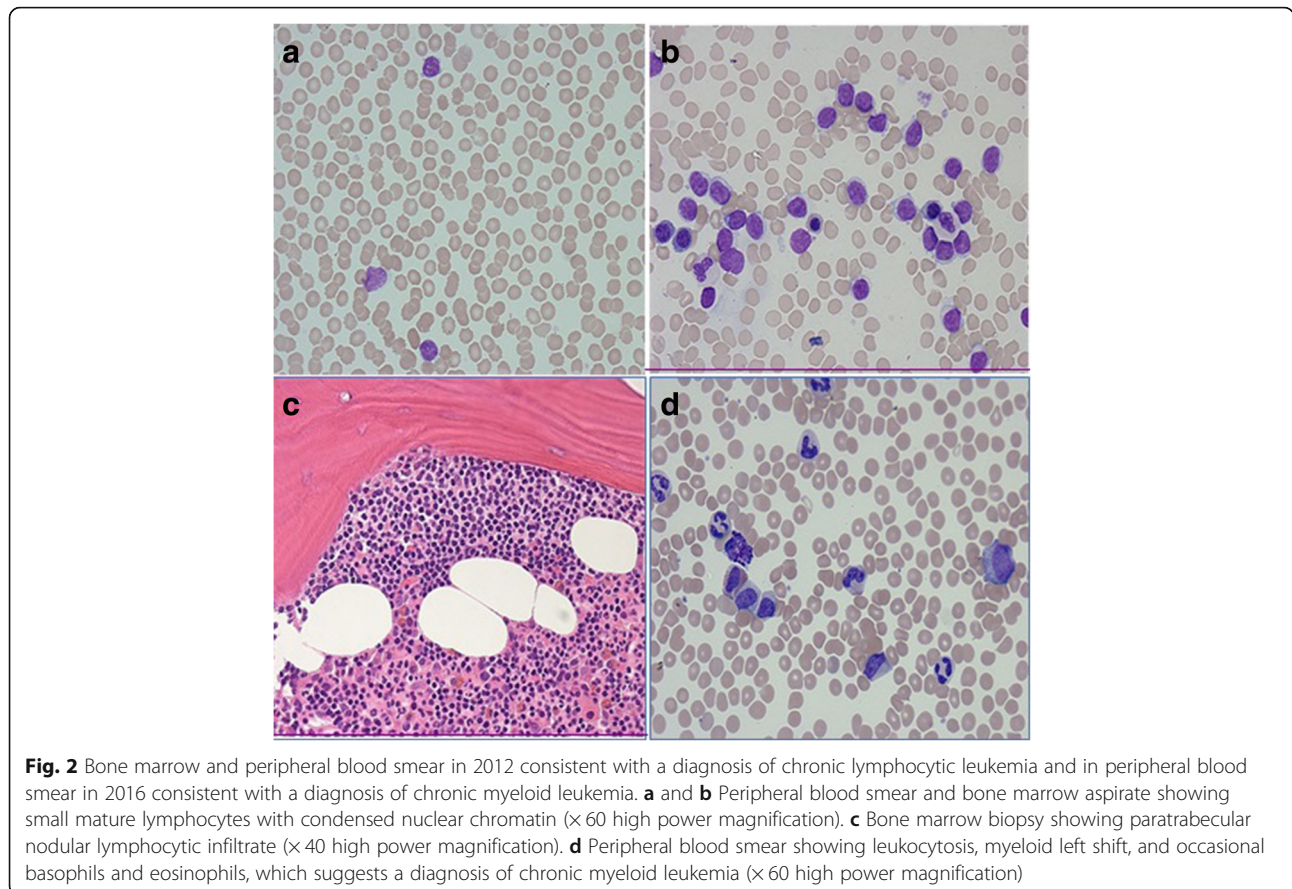 a
b
c
d
Fig. 2 Bone marrow and peripheral blood smear in 2012 consistent with a diagnosis of chronic lymphocytic leukemia and in peripheral blood
smear in 2016 consistent with a diagnosis of chronic myeloid leukemia. a and b Peripheral blood smear and bone marrow aspirate showing
small mature lymphocytes with condensed nuclear chromatin (× 60 high power magnification). c Bone marrow biopsy showing paratrabecular
nodular lymphocytic infiltrate (× 40 high power magnification). d Peripheral blood smear showing leukocytosis, myeloid left shift, and occasional
basophils and eosinophils, which suggests a diagnosis of chronic myeloid leukemia (× 60 high power magnification)